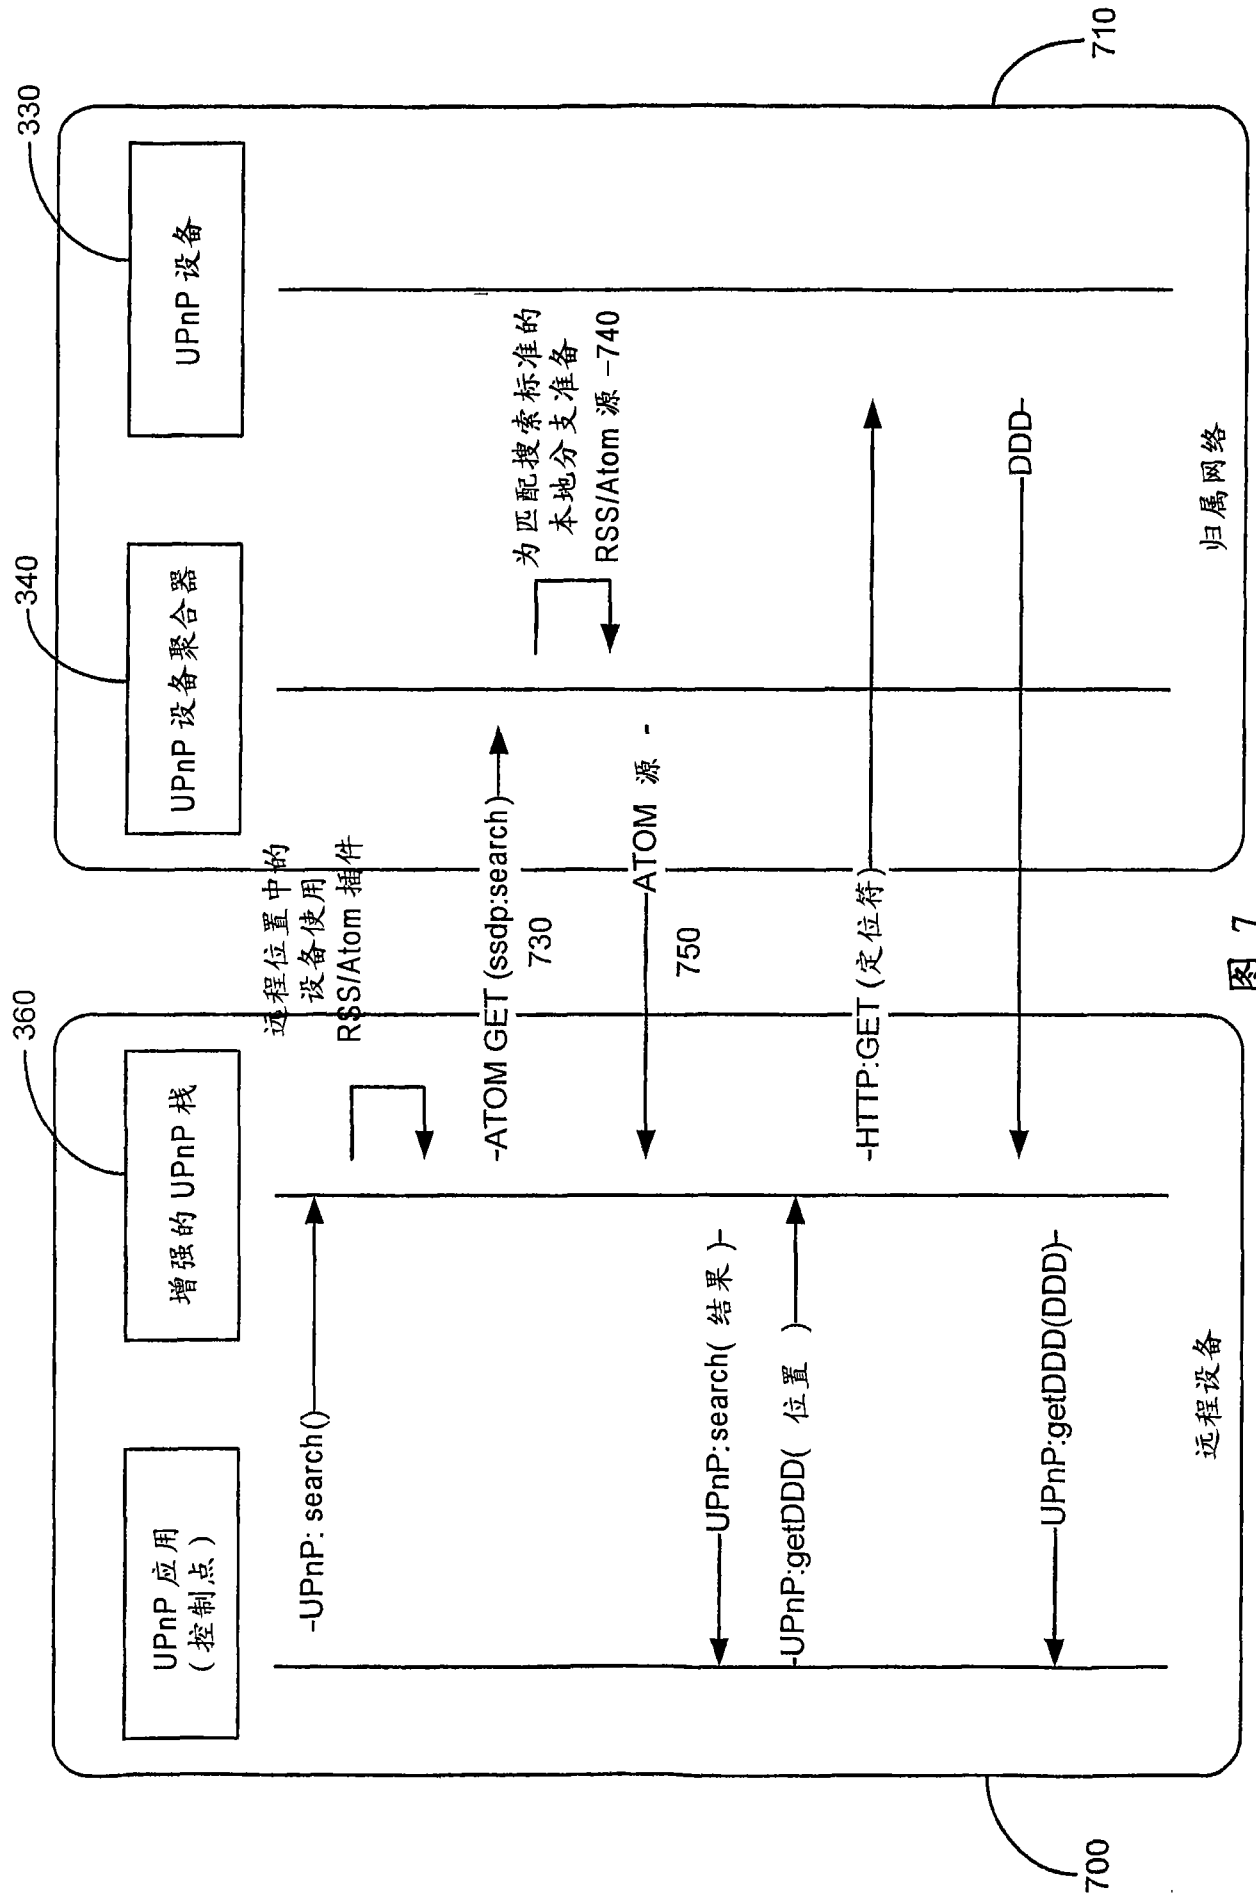 700
710
360
340
330
UPnP 应用
(控制点)
增强的 UPnP 栈
UPnP 设备聚合器
UPnP 设备
-UPnP: search()
远程位置中的
设备使用
RSS/Atom 插件
-ATOM GET (ssdp:search)
730
为匹配搜索标准的
本地分支准备
RSS/Atom 源 -740
ATOM 源 -
750
UPnP:search( 结果 )-
-UPnP:getDDD( 位置 )
-HTTP:GET (定位符)
DDD-
UPnP:getDDD(DDD)-
远程设备
归属网络
图 7